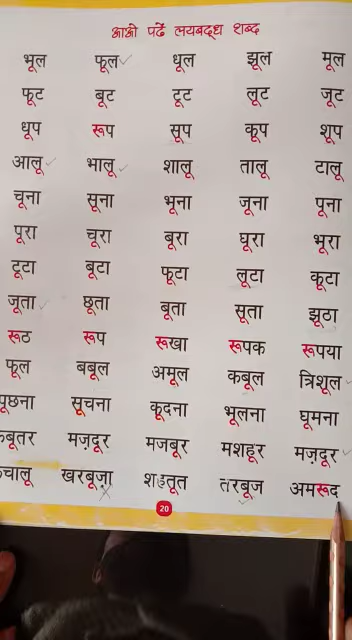 आओ पढ़ें लयबद्ध शब्द
भूल फूल धूल झूल मूल
फूट बूट टूट लूट जूट
धूप रूप सूप कूप शूप
आलू भालू शालू तालू टालू
चूना सूना भूना जूना पूना
पूरा चूरा बूरा घूरा भूरा
टूटा बूटा फूटा लूटा कूटा
जूता छूता बूता सूता झूठा
रूठ रूप रूखा रूपक रूपया
फूल बबूल अमूल कबूल त्रिशूल
पूछना सूचना कूदना भूलना घूमना
कबूतर मज़दूर मजबूर मशहूर मज़दूर
कचालू खरबूज़ा शहतूत तरबूज अमरूद
20